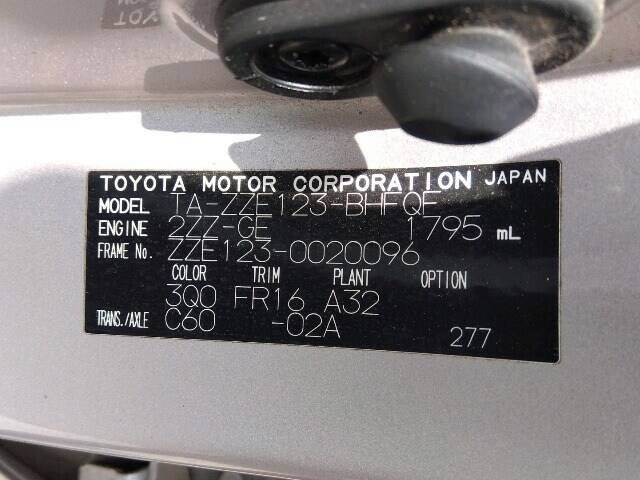 TOYOTA MOTOR CORPORATION JAPAN
MODEL TA-ZZE123-BHFQF
ENGINE 2ZZ-GE 1795 mL
FRAME No. ZZE123-0020096
COLOR TRIM PLANT OPTION
3Q0 FR16 A32
TRANS./AXLE C60 -02A
277